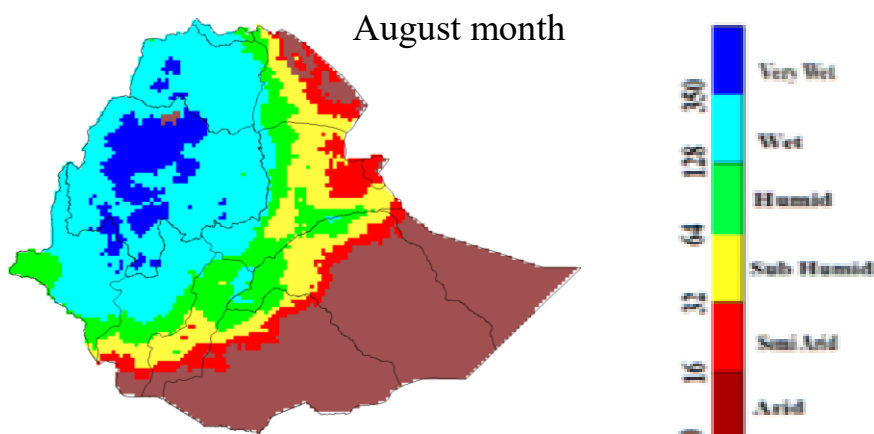 August month
Very Wet
350
Wet
128
Humid
64
Sub Humid
32
Semi Arid
16
Arid